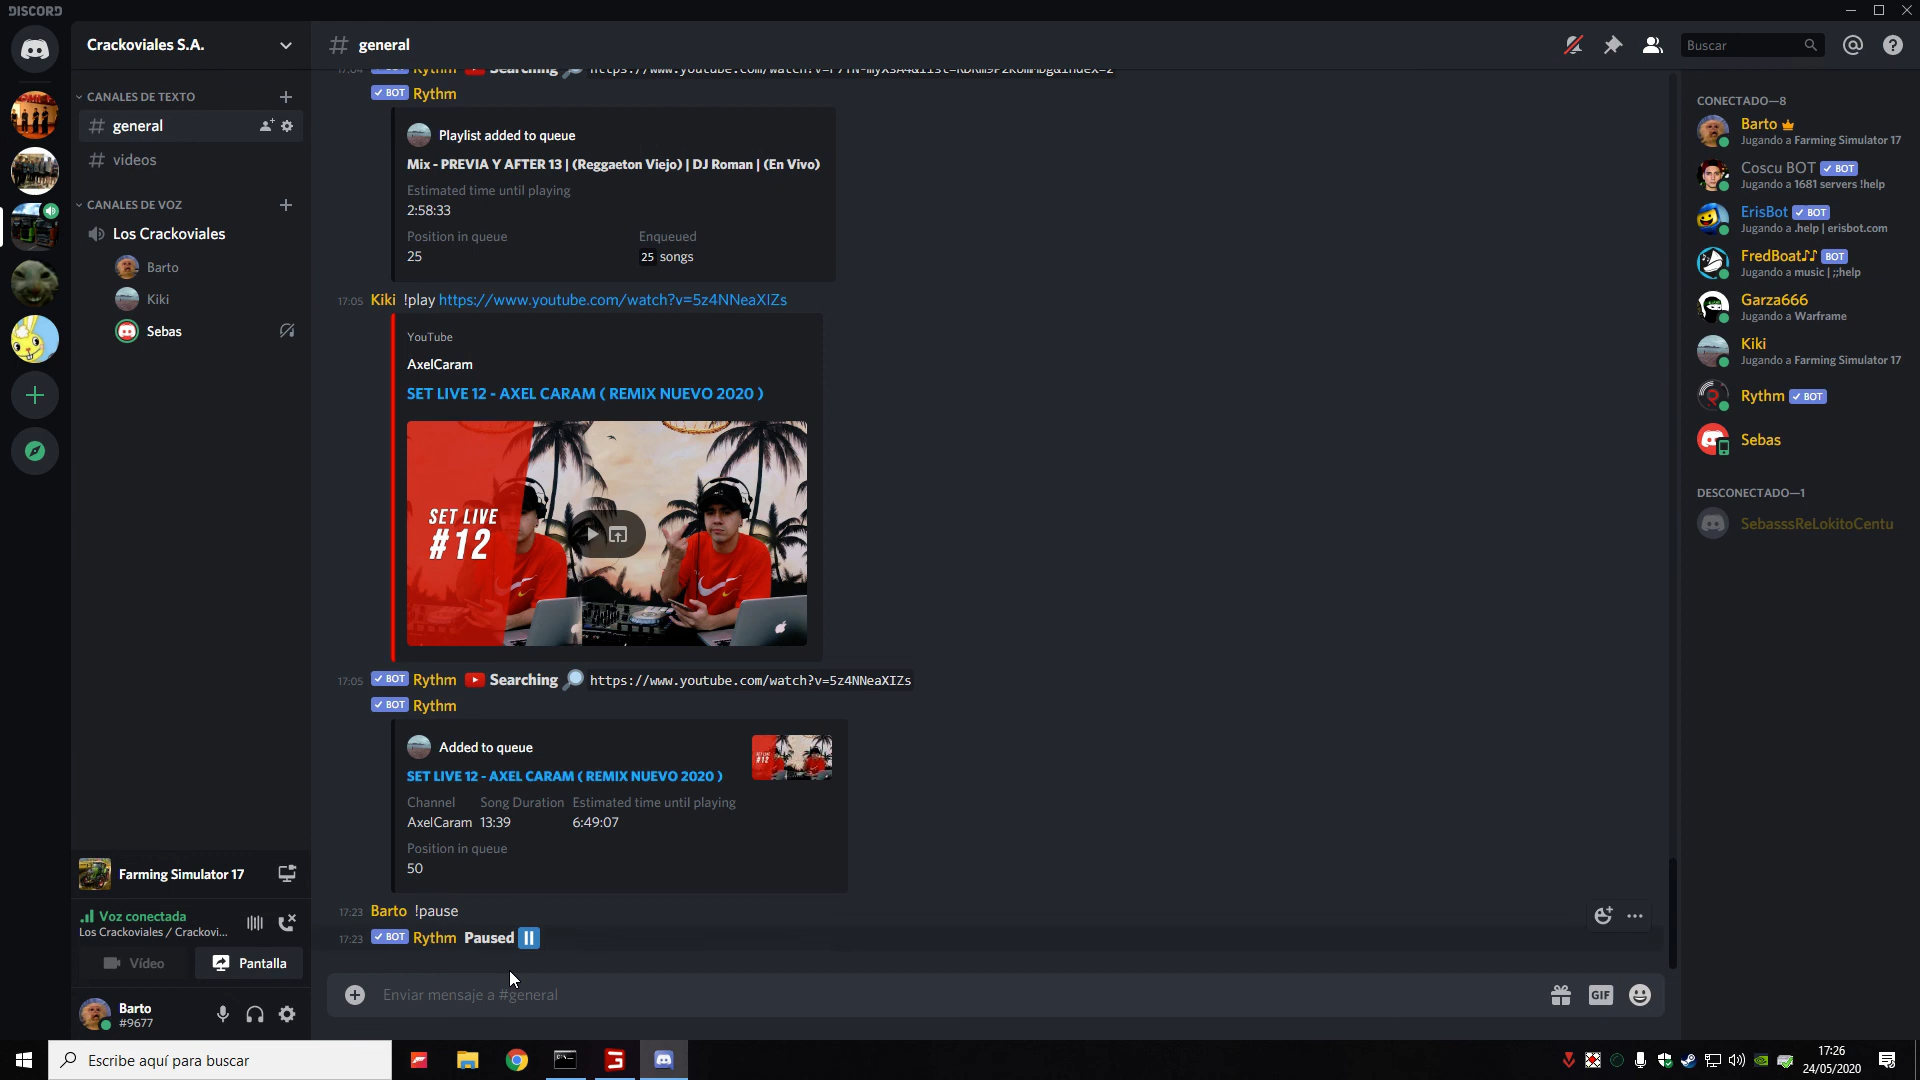 DISCORD
Crackoviales S.A.
general
Buscar
CANALES DE TEXTO
general
videos
CANALES DE VOZ
Los Crackoviales
Barto
Kiki
Sebas
Farming Simulator 17
Voz conectada
Los Crackoviales / Crackovi...
Vídeo
Pantalla
Barto
#9677
17:04 BOT Rythm Searching
BOT Rythm
Playlist added to queue
Mix - PREVIA Y AFTER 13 | (Reggaeton Viejo) | DJ Roman | (En Vivo)
Estimated time until playing
2:58:33
Position in queue Enqueued
25 25 songs
17:05 Kiki !play https://www.youtube.com/watch?v=5z4NNeaXIZs
YouTube
AxelCaram
SET LIVE 12 - AXEL CARAM ( REMIX NUEVO 2020 )
SET LIVE
#12
17:05 BOT Rythm Searching https://www.youtube.com/watch?v=5z4NNeaXIZs
BOT Rythm
Added to queue
SET LIVE 12 - AXEL CARAM ( REMIX NUEVO 2020 )
SET LIVE
#12
Channel Song Duration Estimated time until playing
AxelCaram 13:39 6:49:07
Position in queue
50
17:23 Barto !pause
17:23 BOT Rythm Paused
Enviar mensaje a #general
GIF
CONECTADO—8
Barto
Jugando a Farming Simulator 17
Coscu BOT BOT
Jugando a 1681 servers !help
ErisBot BOT
Jugando a .help | erisbot.com
FredBoat♪♪ BOT
Jugando a music | ;;help
Garza666
Jugando a Warframe
Kiki
Jugando a Farming Simulator 17
Rythm BOT
Sebas
DESCONECTADO—1
SebasssReLokitoCentu
Escribe aquí para buscar
17:26
24/05/2020